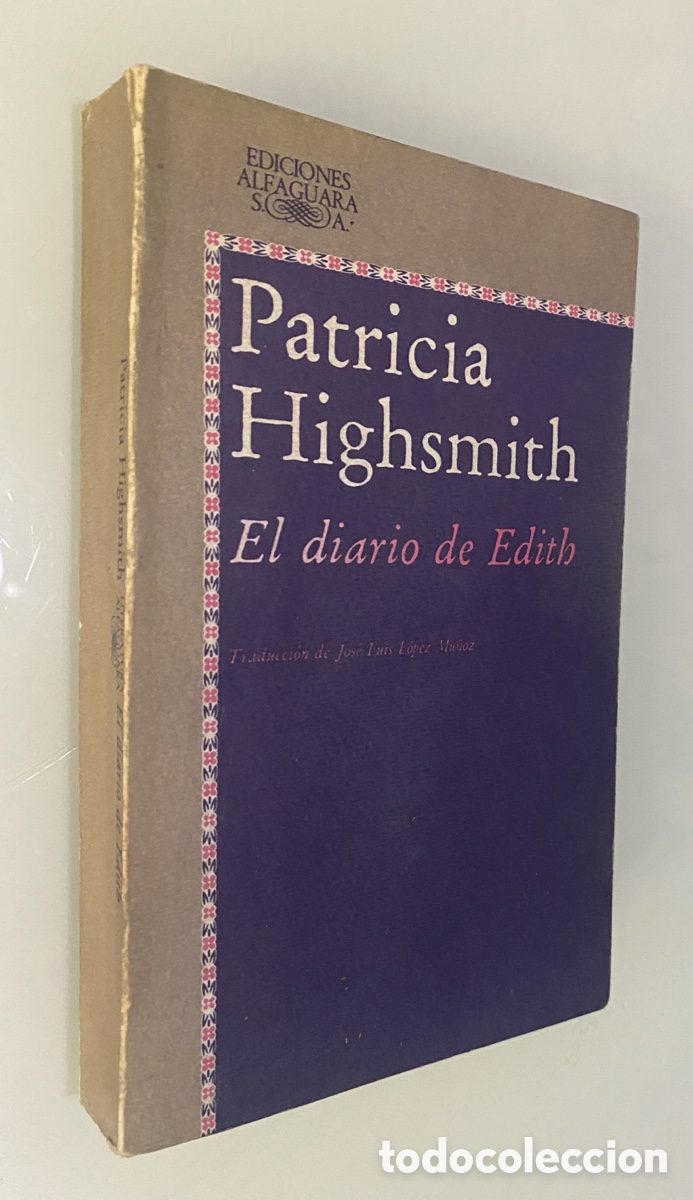 EDICIONES
ALFAGUARA
S. A.
Patricia
Highsmith
El diario de Edith
Traducción de José Luis López Muñoz
Patricia Highsmith
El diario de Edith
todocoleccion